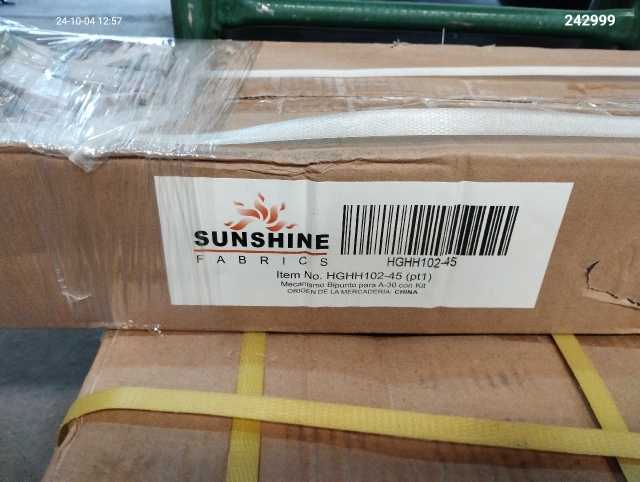 24-10-04 12:57
242999
SUNSHINE
FABRICS
HGHH102-45
Item No. HGHH102-45 (pt1)
Mecanismo Bipunto para A-30 con Kit
ORIGEN DE LA MERCADERIA: CHINA